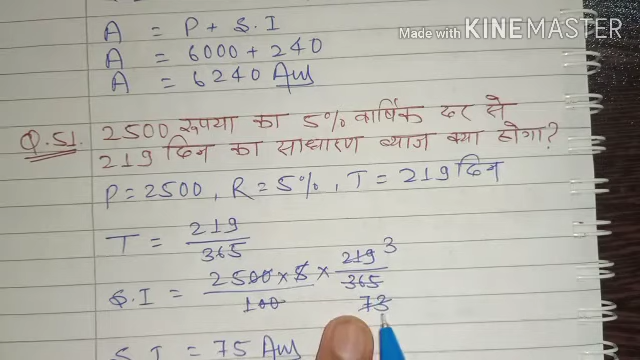 A = P + S.I
Made with KINEMASTER
A = 6000 + 240
A = 6240 Ans
Q.51. 2500 रूपया का 5% वार्षिक दर से
219 दिन का साधारण ब्याज क्या होगा?
P = 2500, R = 5%, T = 219 दिन
T = 219/365
S.I = 2500 × 5/100 × 219/365 3
73
S.I = 75 Ans